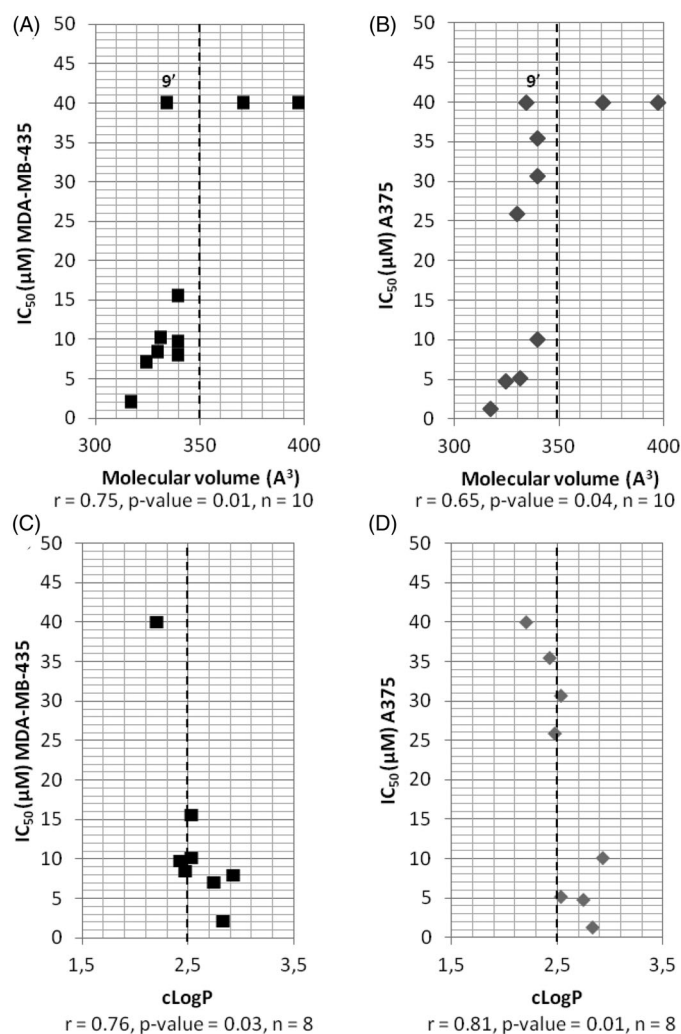 (A)
IC50 (µM) MDA-MB-435
50
45
40
35
30
25
20
15
10
5
0
9′
300 350 400
Molecular volume (A³)
r = 0.75, p-value = 0.01, n = 10
(B)
IC50 (µM) A375
50
45
40
35
30
25
20
15
10
5
0
9′
300 350 400
Molecular volume (A³)
r = 0.65, p-value = 0.04, n = 10
(C)
IC50 (µM) MDA-MB-435
50
45
40
35
30
25
20
15
10
5
0
1,5 2,5 3,5
cLogP
r = 0.76, p-value = 0.03, n = 8
(D)
IC50 (µM) A375
50
45
40
35
30
25
20
15
10
5
0
1,5 2,5 3,5
cLogP
r = 0.81, p-value = 0.01, n = 8